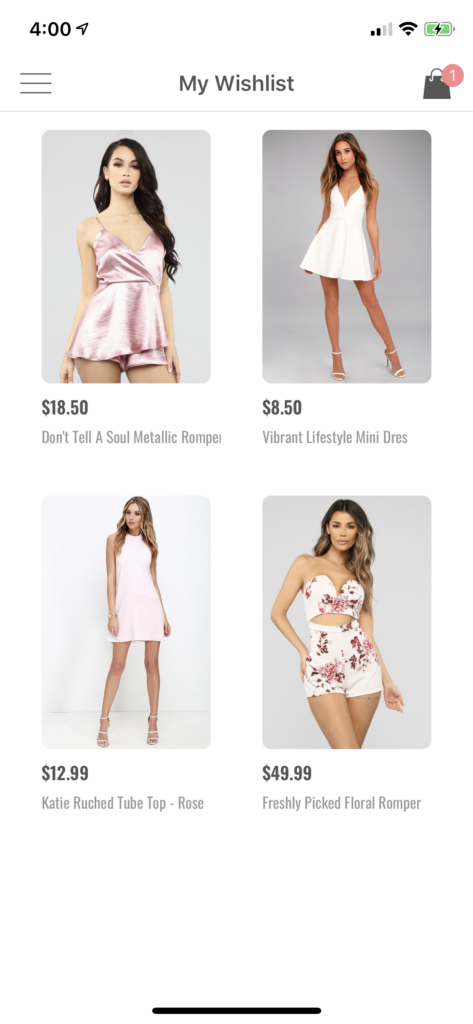 4:00
My Wishlist
1
$18.50
$8.50
Don't Tell A Soul Metallic Romper
Vibrant Lifestyle Mini Dres
$12.99
$49.99
Katie Ruched Tube Top - Rose
Freshly Picked Floral Romper